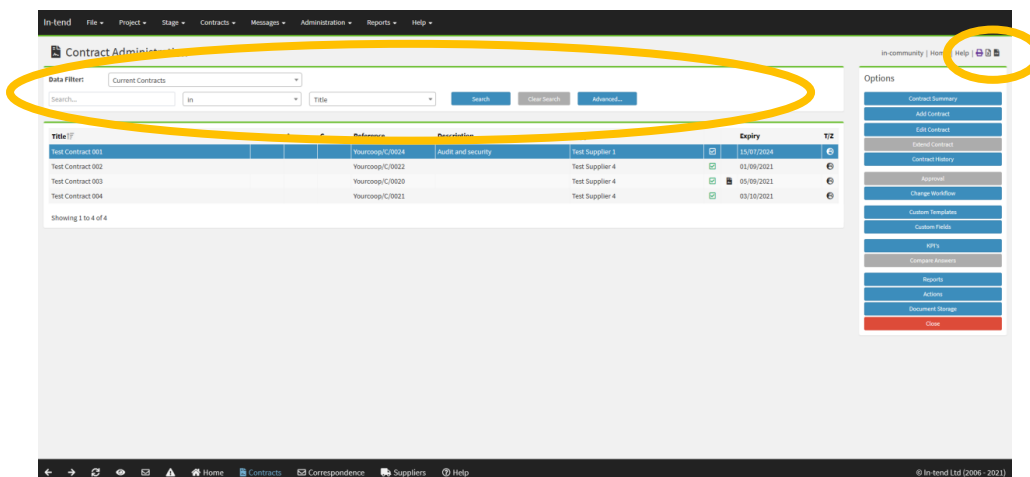 In-tend File Project Stage Contracts Messages Administration Reports Help
Contract Administration
in-community | Home | Help |
Data Filter: Current Contracts
Search... in Title Search Clear Search Advanced...
Title Reference Description Expiry T/Z
Test Contract 001 Yourcoop/C/0024 Audit and security Test Supplier 1 15/07/2024
Test Contract 002 Yourcoop/C/0022 Test Supplier 4 01/09/2021
Test Contract 003 Yourcoop/C/0020 Test Supplier 4 05/09/2021
Test Contract 004 Yourcoop/C/0021 Test Supplier 4 03/10/2021
Showing 1 to 4 of 4
Options
Contract Summary
Add Contract
Edit Contract
Extend Contract
Contract History
Approval
Change Workflow
Custom Templates
Custom Fields
KPI's
Compare Answers
Reports
Actions
Document Storage
Close
Home Contracts Correspondence Suppliers Help
© In-tend Ltd (2006 - 2021)